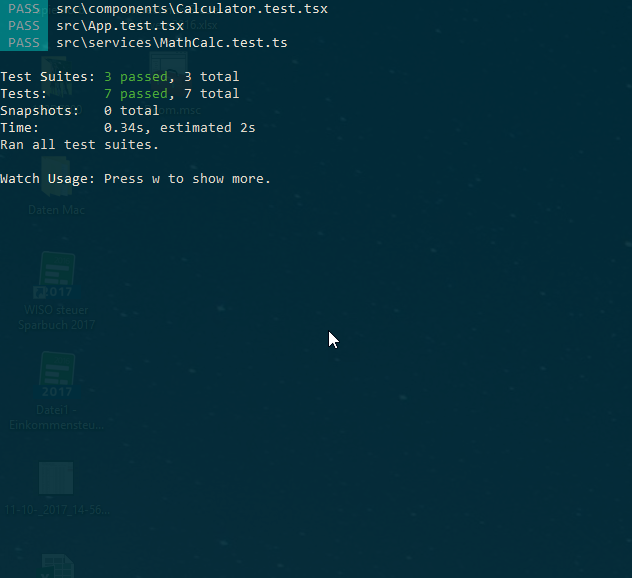 PASS src\components\Calculator.test.tsx
PASS src\App.test.tsx
PASS src\services\MathCalc.test.ts
Test Suites: 3 passed, 3 total
Tests: 7 passed, 7 total
Snapshots: 0 total
Time: 0.34s, estimated 2s
Ran all test suites.
Watch Usage: Press w to show more.
Daten Mac
2017
WISO steuer
Sparbuch 2017
2017
Datei1 -
Einkommensteu...
11-10-_2017_14-56...